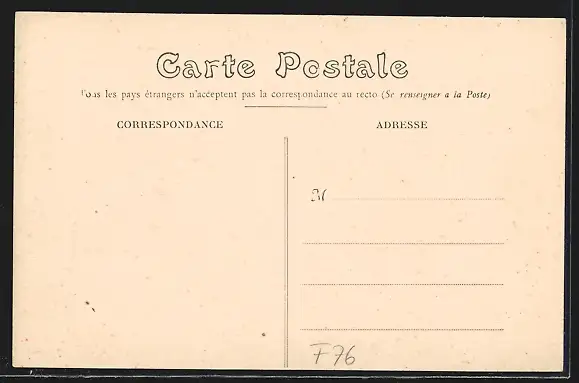 Carte Postale
Tous les pays étrangers n'acceptent pas la correspondance au recto (Se renseigner a la Poste)
CORRESPONDANCE
ADRESSE
M
F76